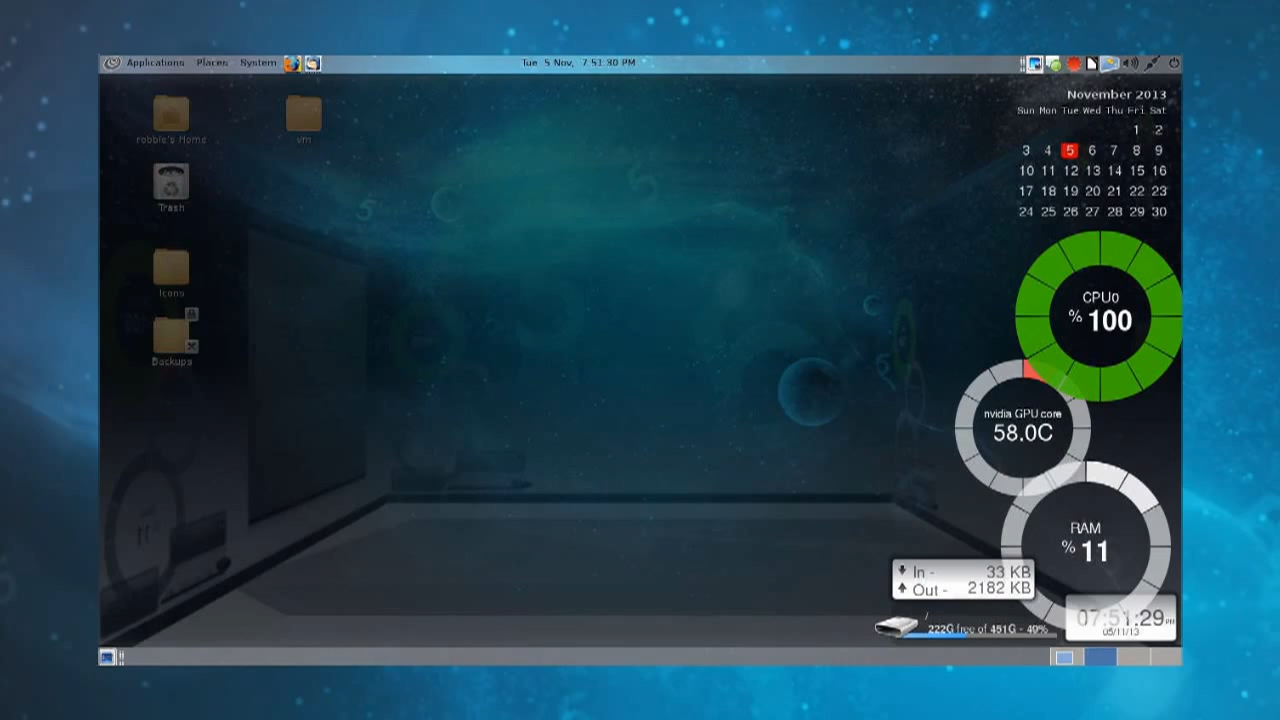 Applications Places System
Tue 5 Nov, 7:51:30 PM
robbie's Home
vm
Trash
Icons
Backups
November 2013
Sun Mon Tue Wed Thu Fri Sat
1 2
3 4 5 6 7 8 9
10 11 12 13 14 15 16
17 18 19 20 21 22 23
24 25 26 27 28 29 30
CPU0
% 100
nvidia GPU core
58.0C
RAM
% 11
In - 33 KB
Out - 2182 KB
/
222G free of 451G - 49%
07:51:29 PM
05/11/13